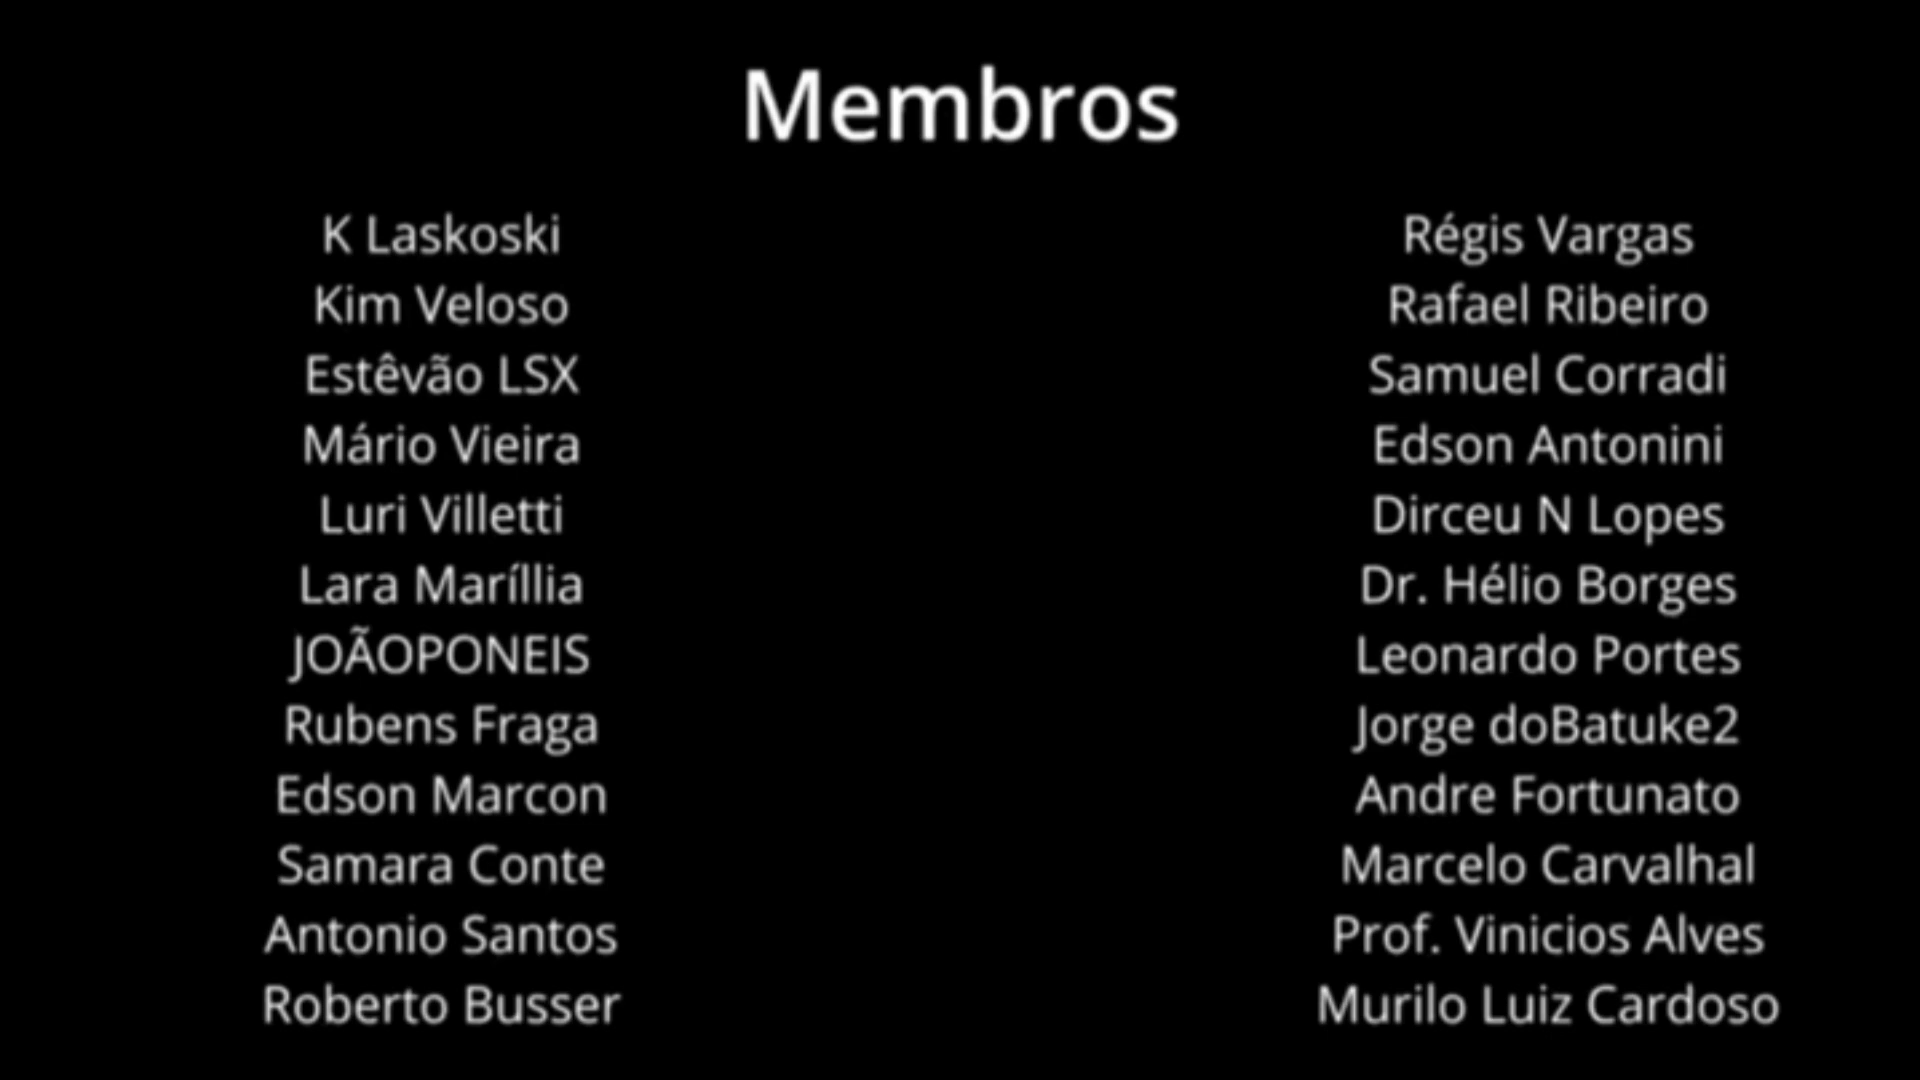 Membros
K Laskoski
Kim Veloso
Estêvão LSX
Mário Vieira
Luri Villetti
Lara Maríllia
JOÃOPONEIS
Rubens Fraga
Edson Marcon
Samara Conte
Antonio Santos
Roberto Busser
Régis Vargas
Rafael Ribeiro
Samuel Corradi
Edson Antonini
Dirceu N Lopes
Dr. Hélio Borges
Leonardo Portes
Jorge doBatuke2
Andre Fortunato
Marcelo Carvalhal
Prof. Vinicios Alves
Murilo Luiz Cardoso